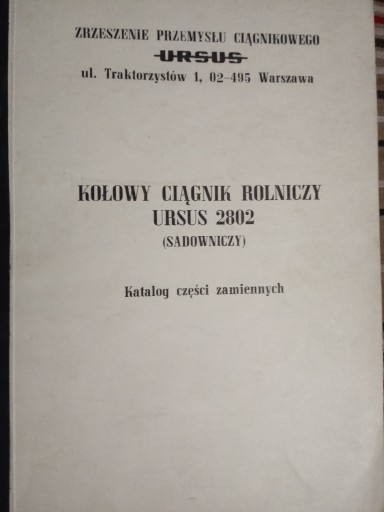 ZRZESZENIE PRZEMYSŁU CIĄGNIKOWEGO
URSUS
ul. Traktorzystów 1, 02-495 Warszawa
KOŁOWY CIĄGNIK ROLNICZY
URSUS 2802
(SADOWNICZY)
Katalog części zamiennych